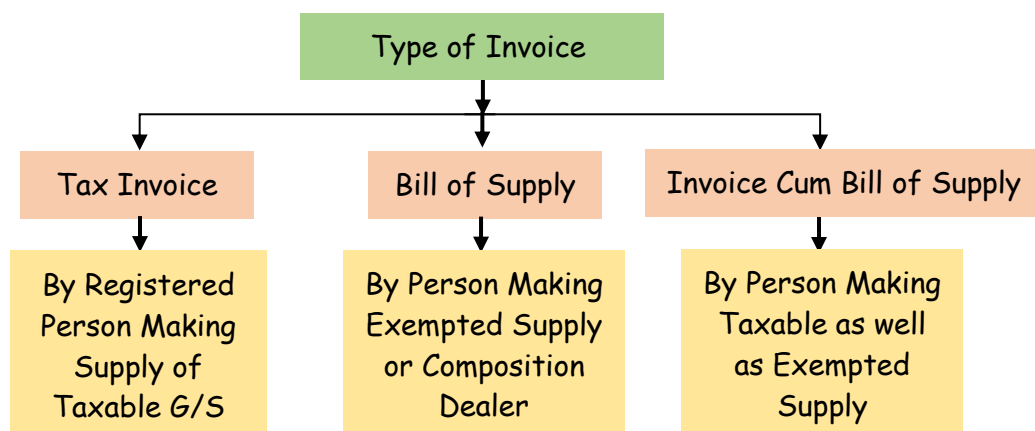 Type of Invoice
Tax Invoice
Bill of Supply
Invoice Cum Bill of Supply
By Registered
Person Making
Supply of
Taxable G/S
By Person Making
Exempted Supply
or Composition
Dealer
By Person Making
Taxable as well
as Exempted
Supply